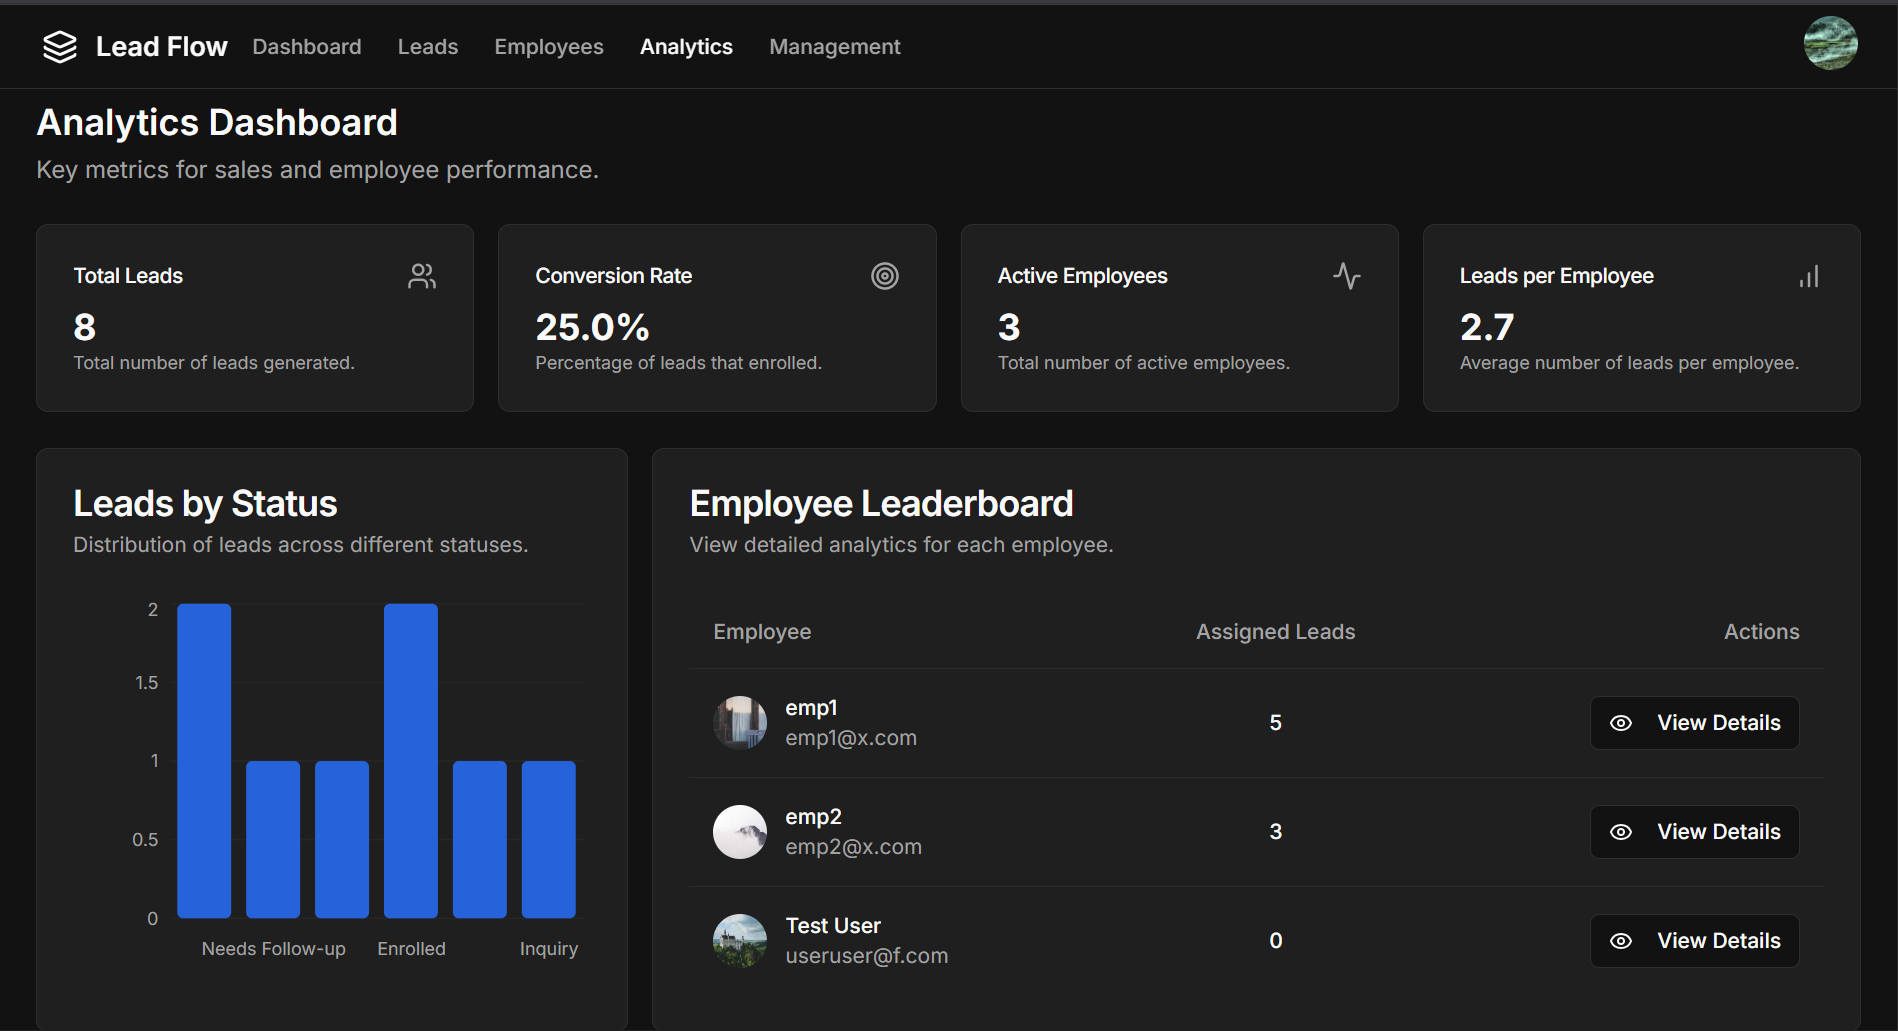 Lead Flow Dashboard Leads Employees Analytics Management
Analytics Dashboard
Key metrics for sales and employee performance.
Total Leads
8
Total number of leads generated.
Conversion Rate
25.0%
Percentage of leads that enrolled.
Active Employees
3
Total number of active employees.
Leads per Employee
2.7
Average number of leads per employee.
Leads by Status
Distribution of leads across different statuses.
2
1.5
1
0.5
0
Needs Follow-up Enrolled Inquiry
Employee Leaderboard
View detailed analytics for each employee.
Employee Assigned Leads Actions
emp1
emp1@x.com
5
View Details
emp2
emp2@x.com
3
View Details
Test User
useruser@f.com
0
View Details